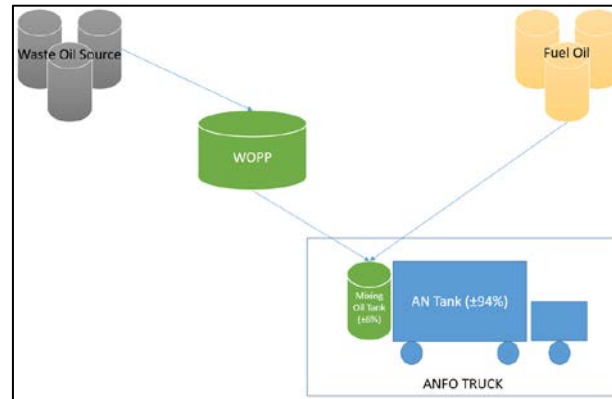 Waste Oil Source
Fuel Oil
WOPP
Mixing
Oil Tank
(±6%)
AN Tank (±94%)
ANFO TRUCK